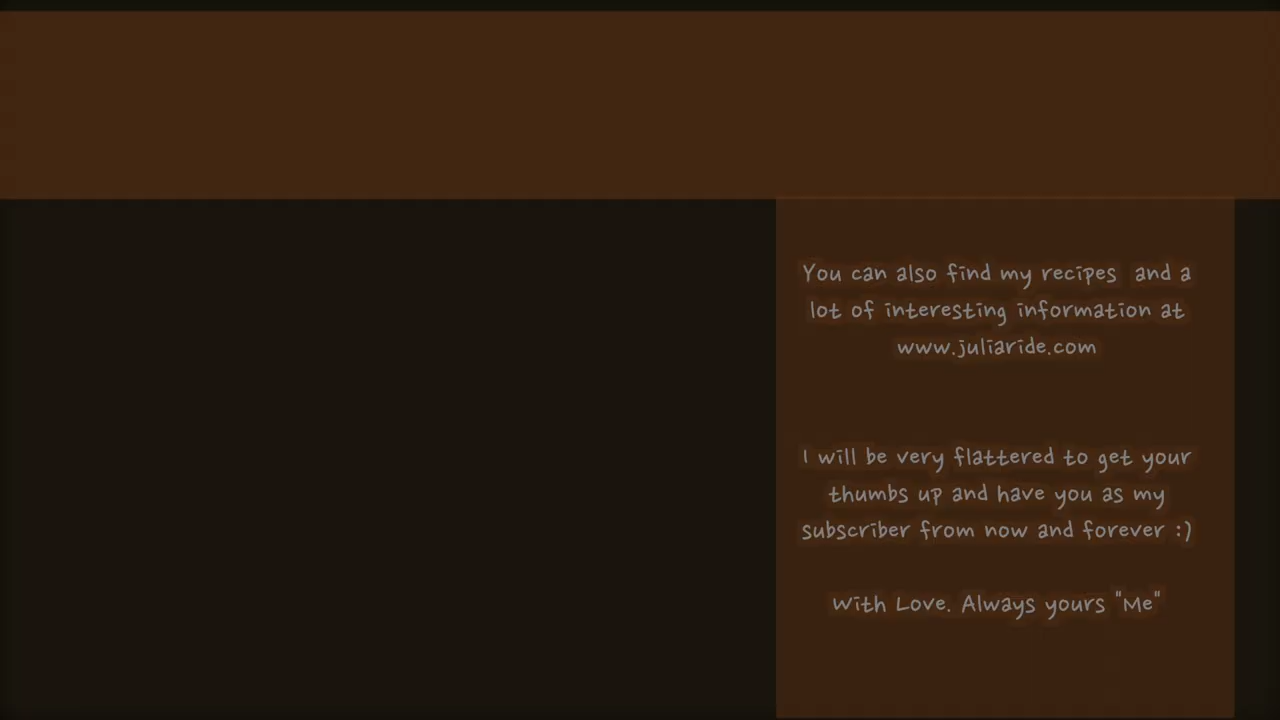 You can also find my recipes and a
lot of interesting information at
www.juliaride.com
I will be very flattered to get your
thumbs up and have you as my
subscriber from now and forever :)
With Love. Always yours "Me"